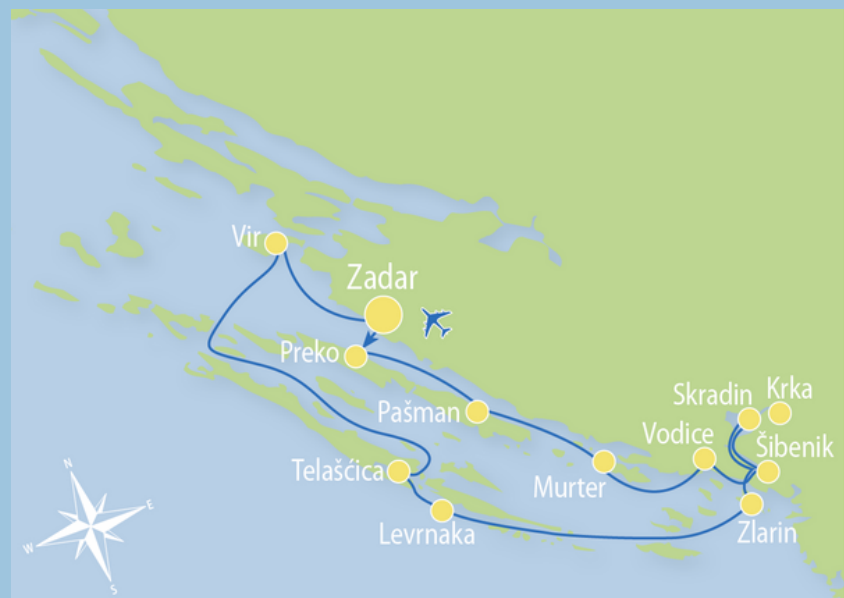 Vir
Zadar
Preko
Pašman
Skradin
Krka
Vodice
Šibenik
Telašćica
Murter
Levrnaka
Zlarin
N
E
W
S